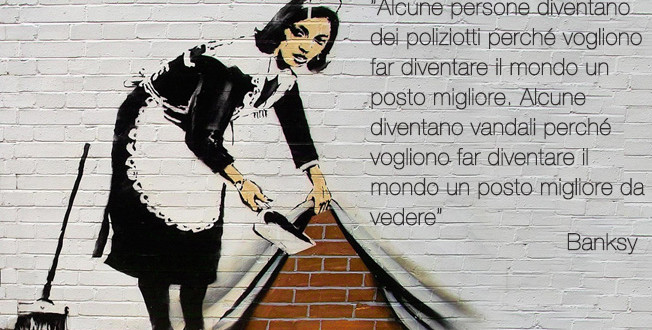 "Alcune persone diventano
dei poliziotti perché vogliono
far diventare il mondo un
posto migliore. Alcune
diventano vandali perché
vogliono far diventare il
mondo un posto migliore da
vedere"
Banksy